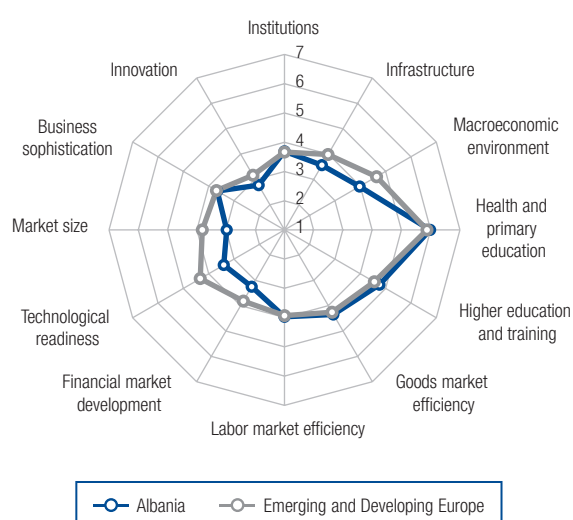 Institutions
7
6
5
4
3
2
1
Infrastructure
Macroeconomic
environment
Health and
primary
education
Higher education
and training
Goods market
efficiency
Labor market efficiency
Financial market
development
Technological
readiness
Market size
Business
sophistication
Innovation
Albania
Emerging and Developing Europe